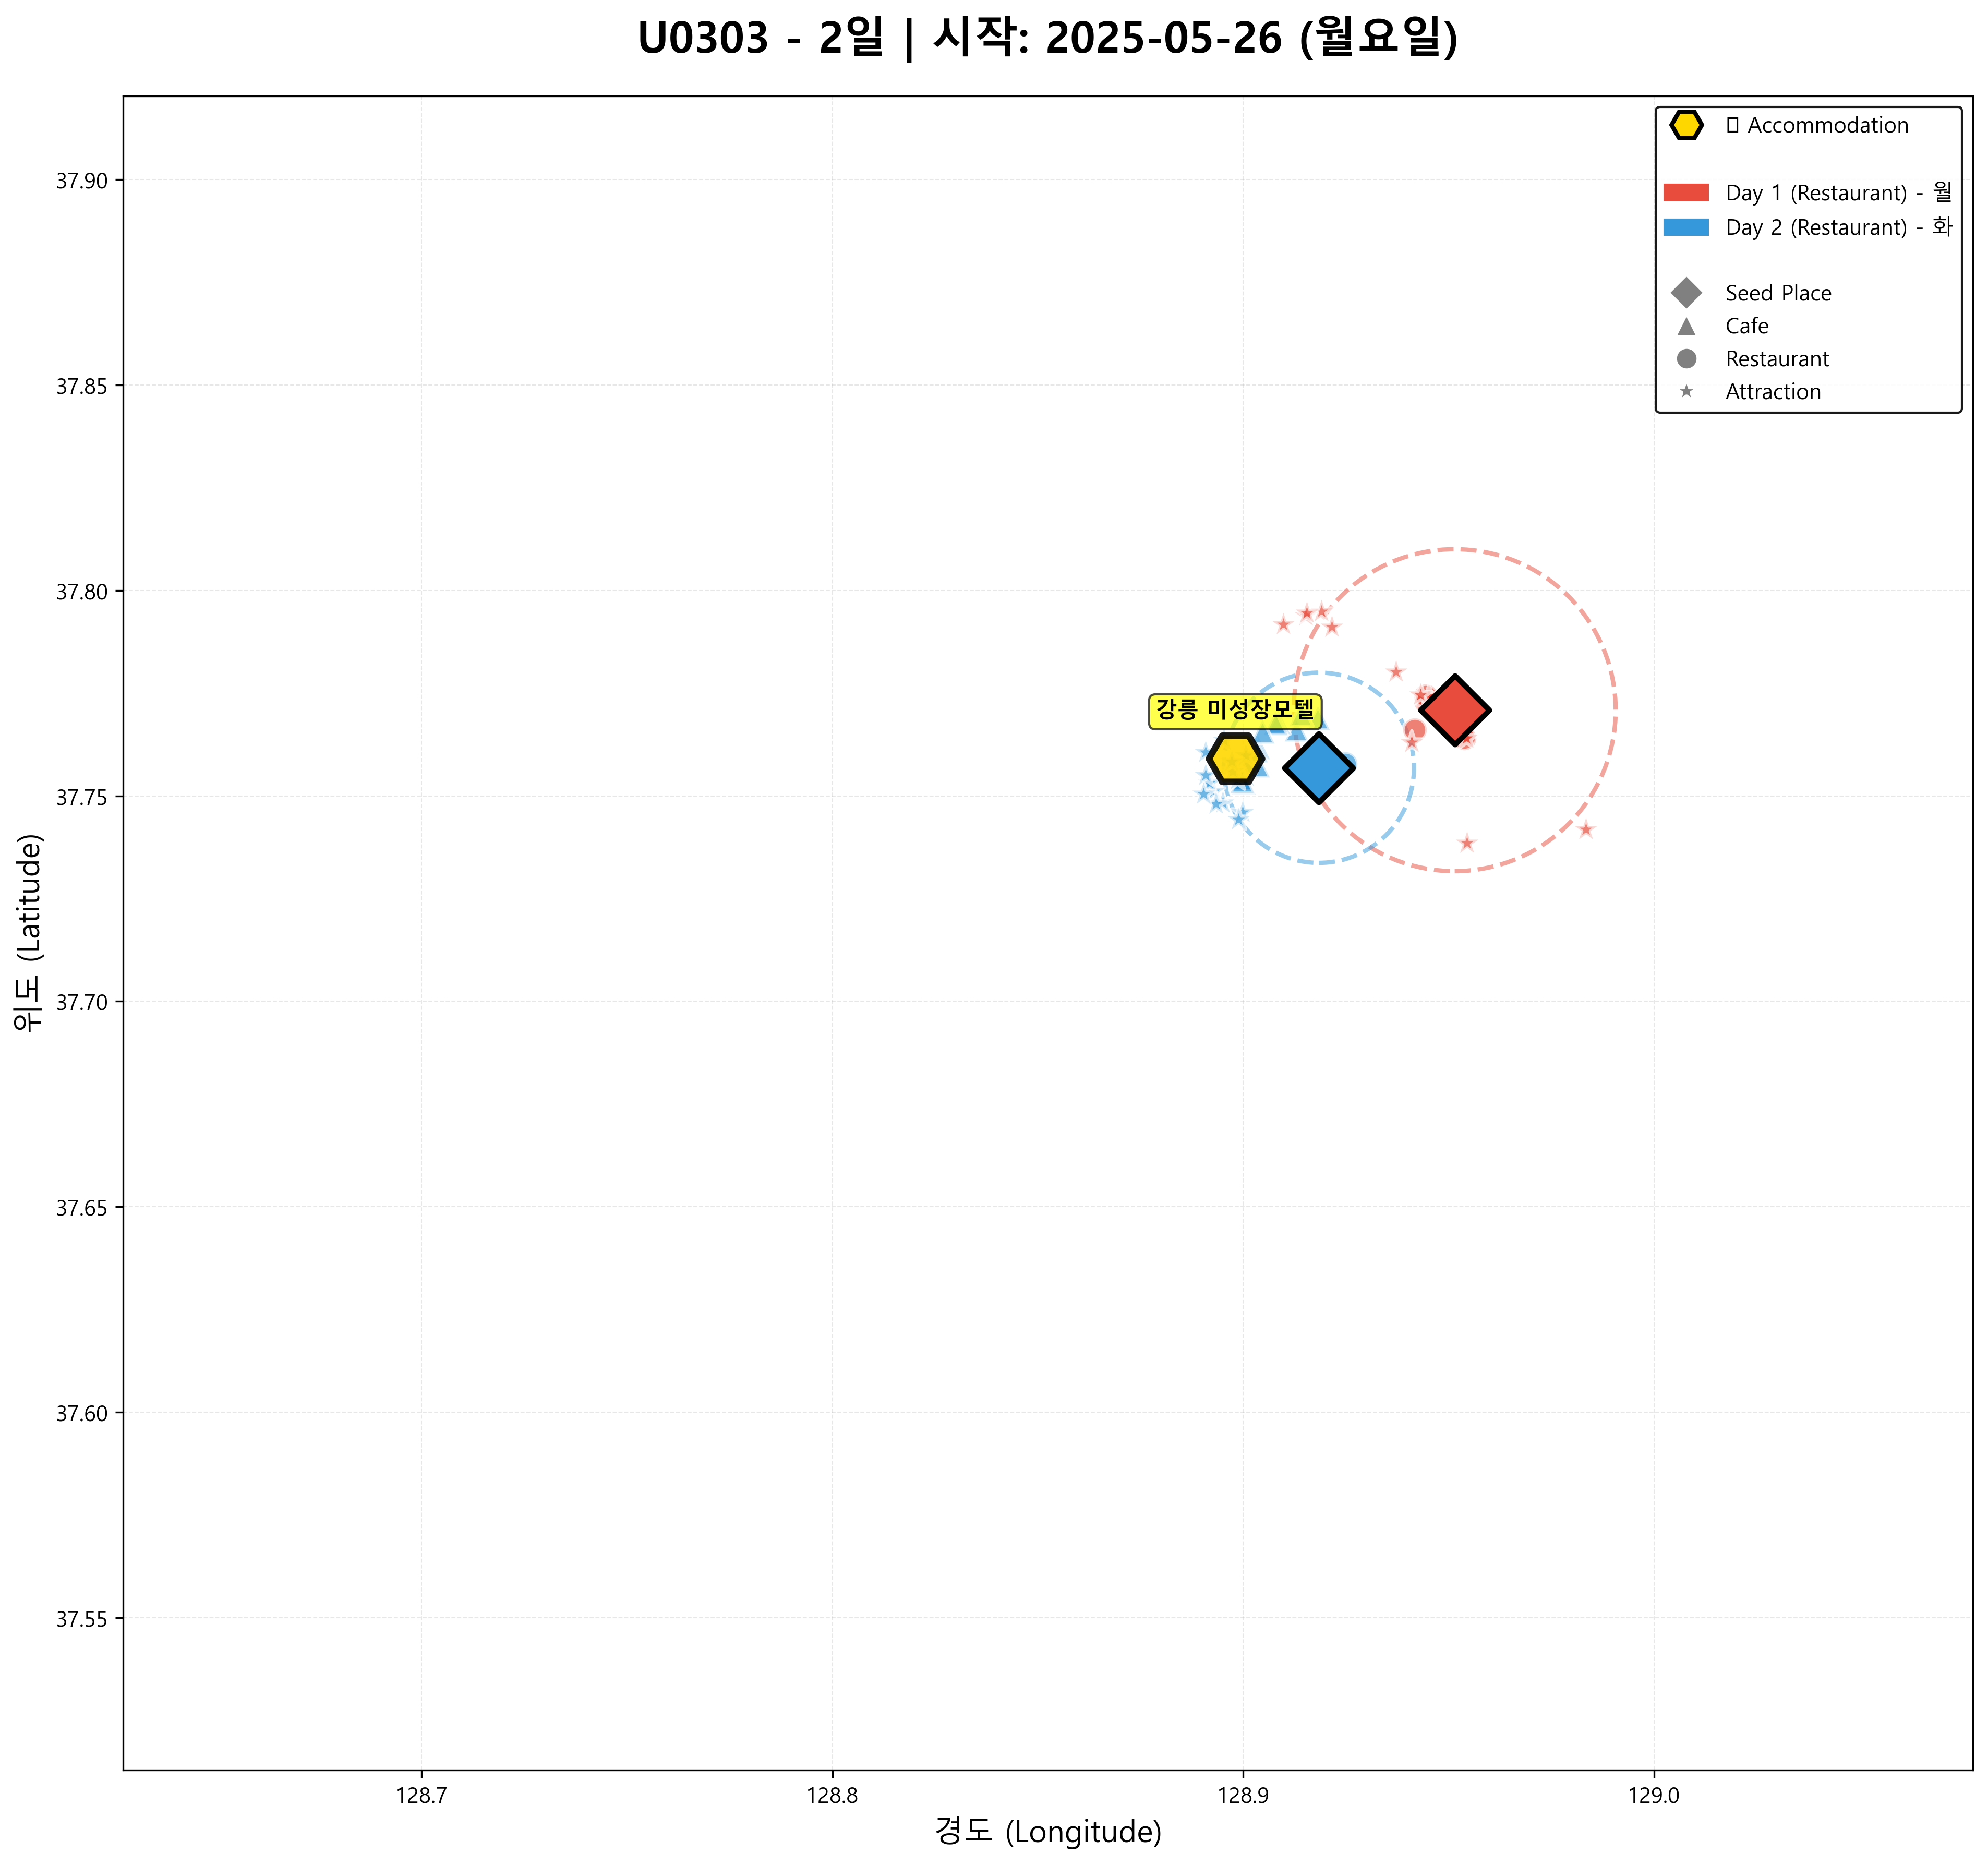 U0303 - 2일 | 시작: 2025-05-26 (월요일)
Accommodation
Day 1 (Restaurant) - 월
Day 2 (Restaurant) - 화
Seed Place
Cafe
Restaurant
Attraction
강릉 미성장모텔
37.90
37.85
37.80
37.75
37.70
37.65
37.60
37.55
위도 (Latitude)
128.7
128.8
128.9
129.0
경도 (Longitude)